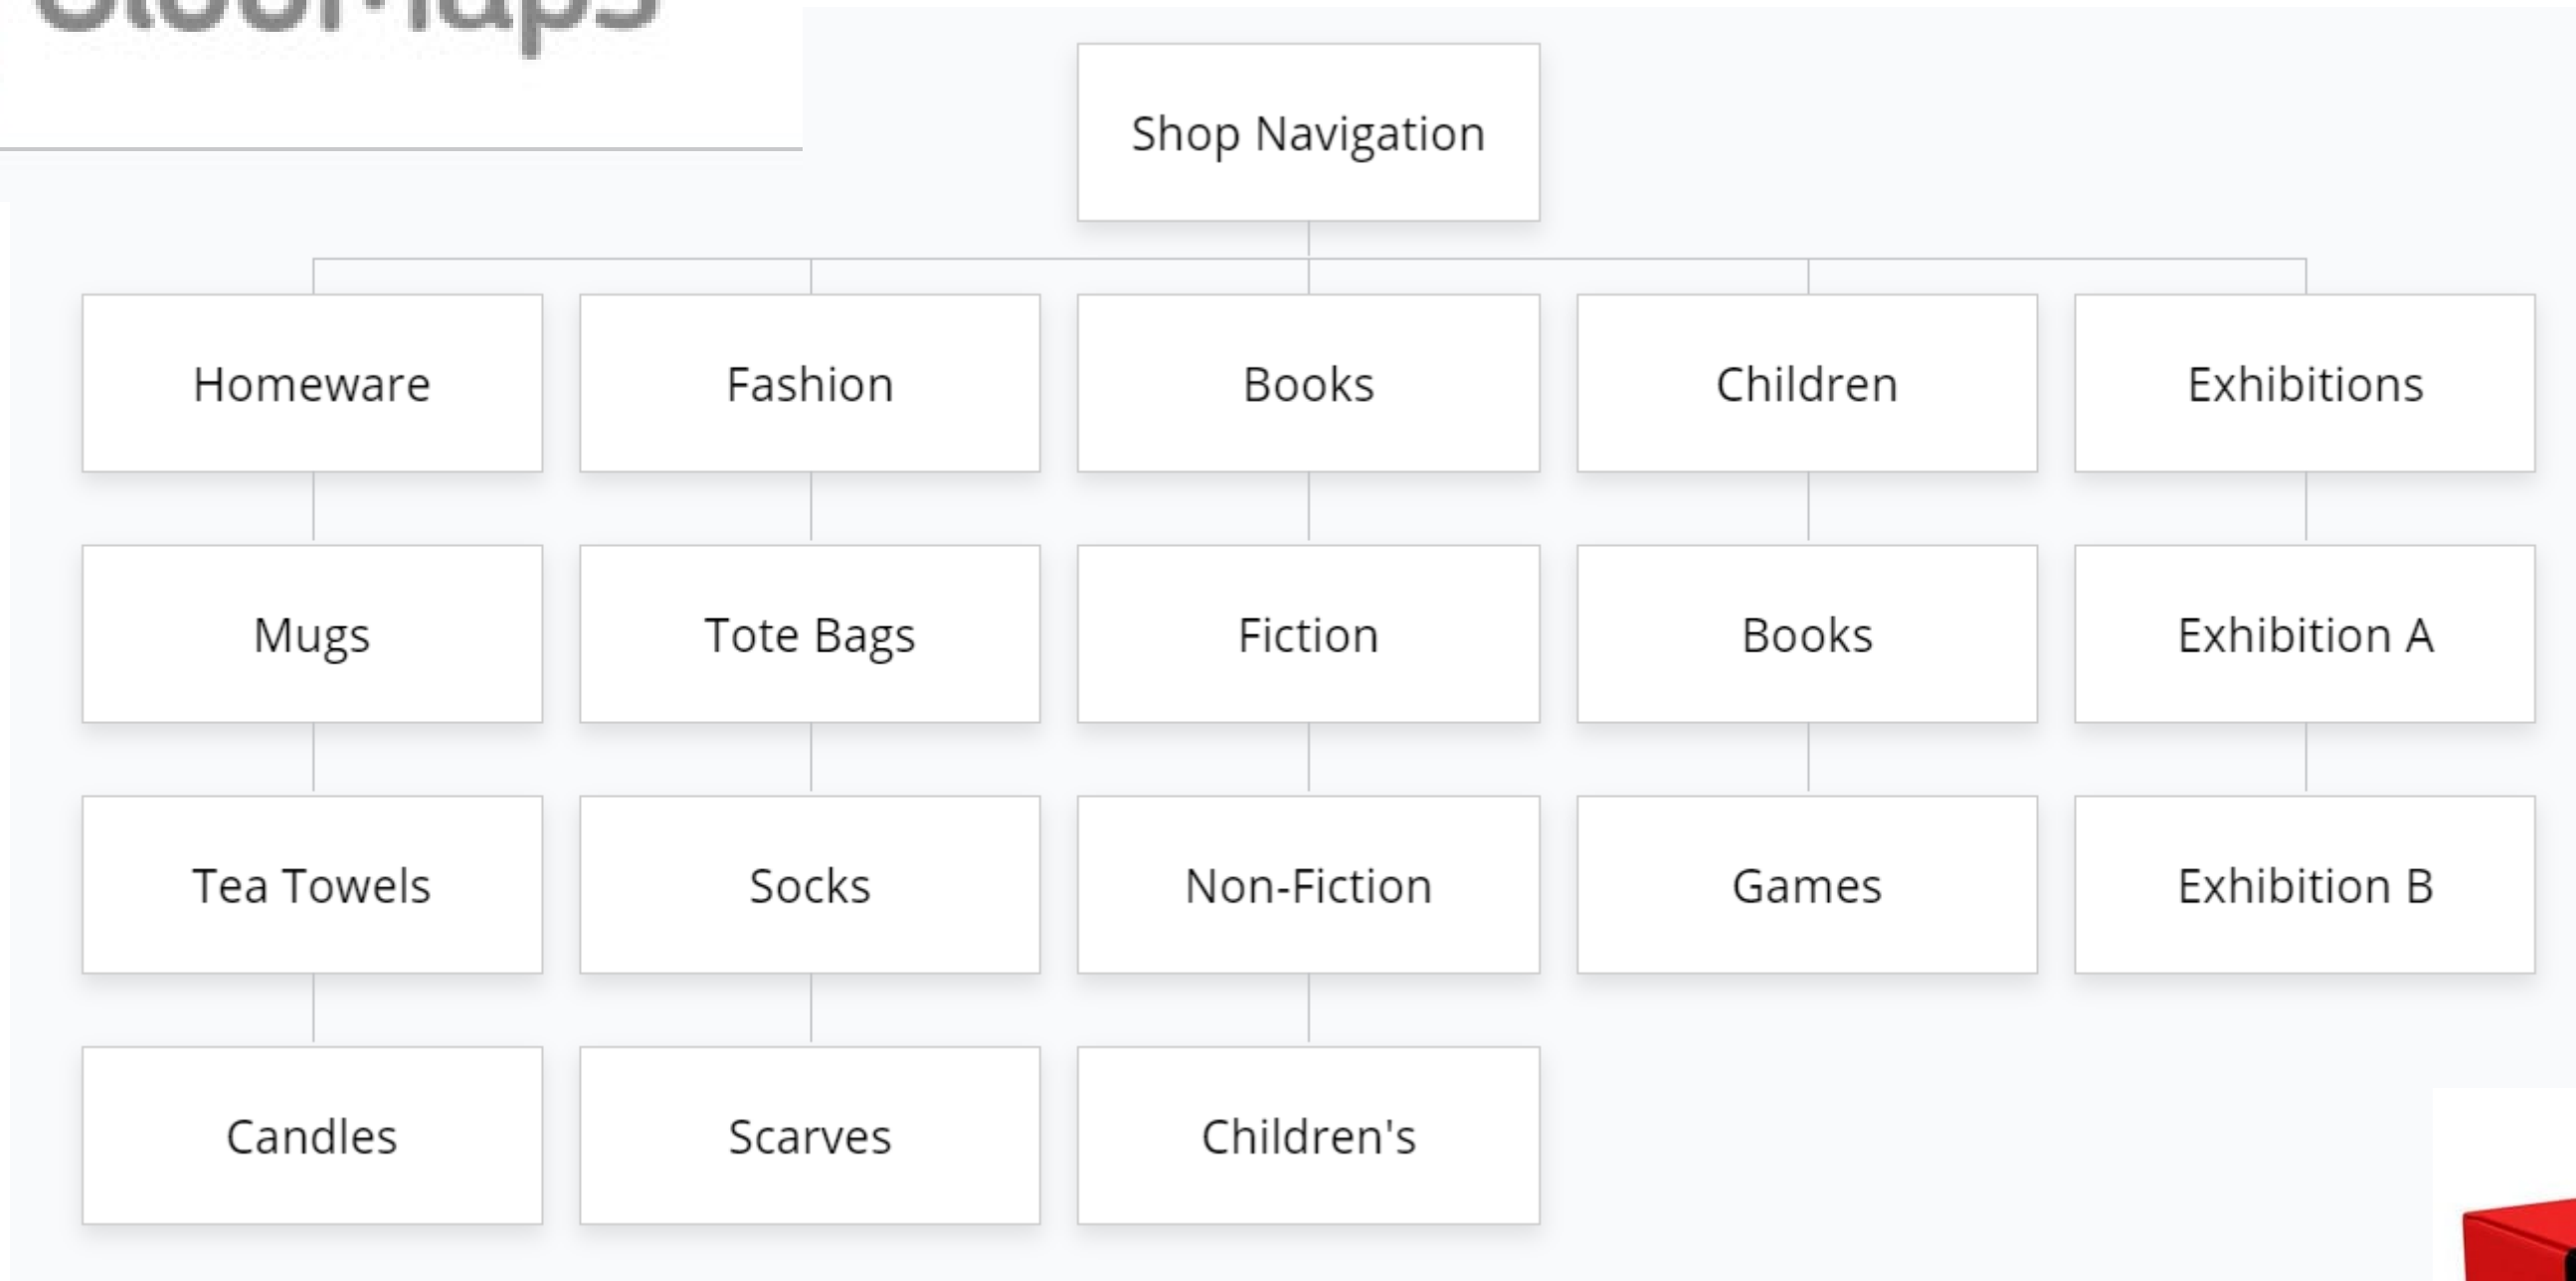 Shop Navigation
Homeware Fashion Books Children Exhibitions
Mugs Tote Bags Fiction Books Exhibition A
Tea Towels Socks Non-Fiction Games Exhibition B
Candles Scarves Children's